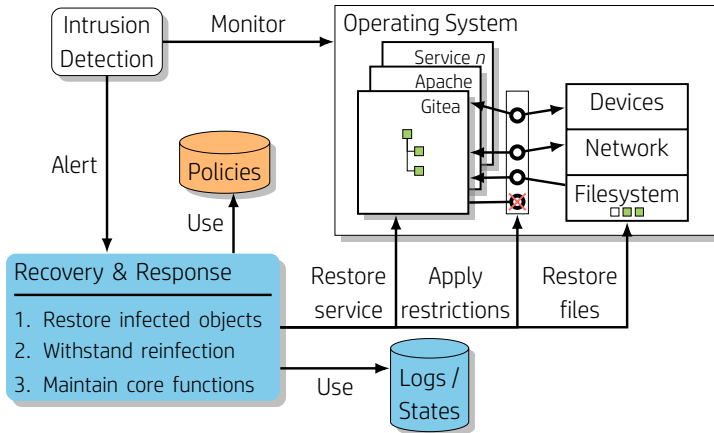 Intrusion
Detection
Monitor
Operating System
Service n
Apache
Gitea
Devices
Network
Filesystem
Alert
Policies
Use
Recovery & Response
1. Restore infected objects
2. Withstand reinfection
3. Maintain core functions
Restore
service
Apply
restrictions
Restore
files
Use
Logs /
States